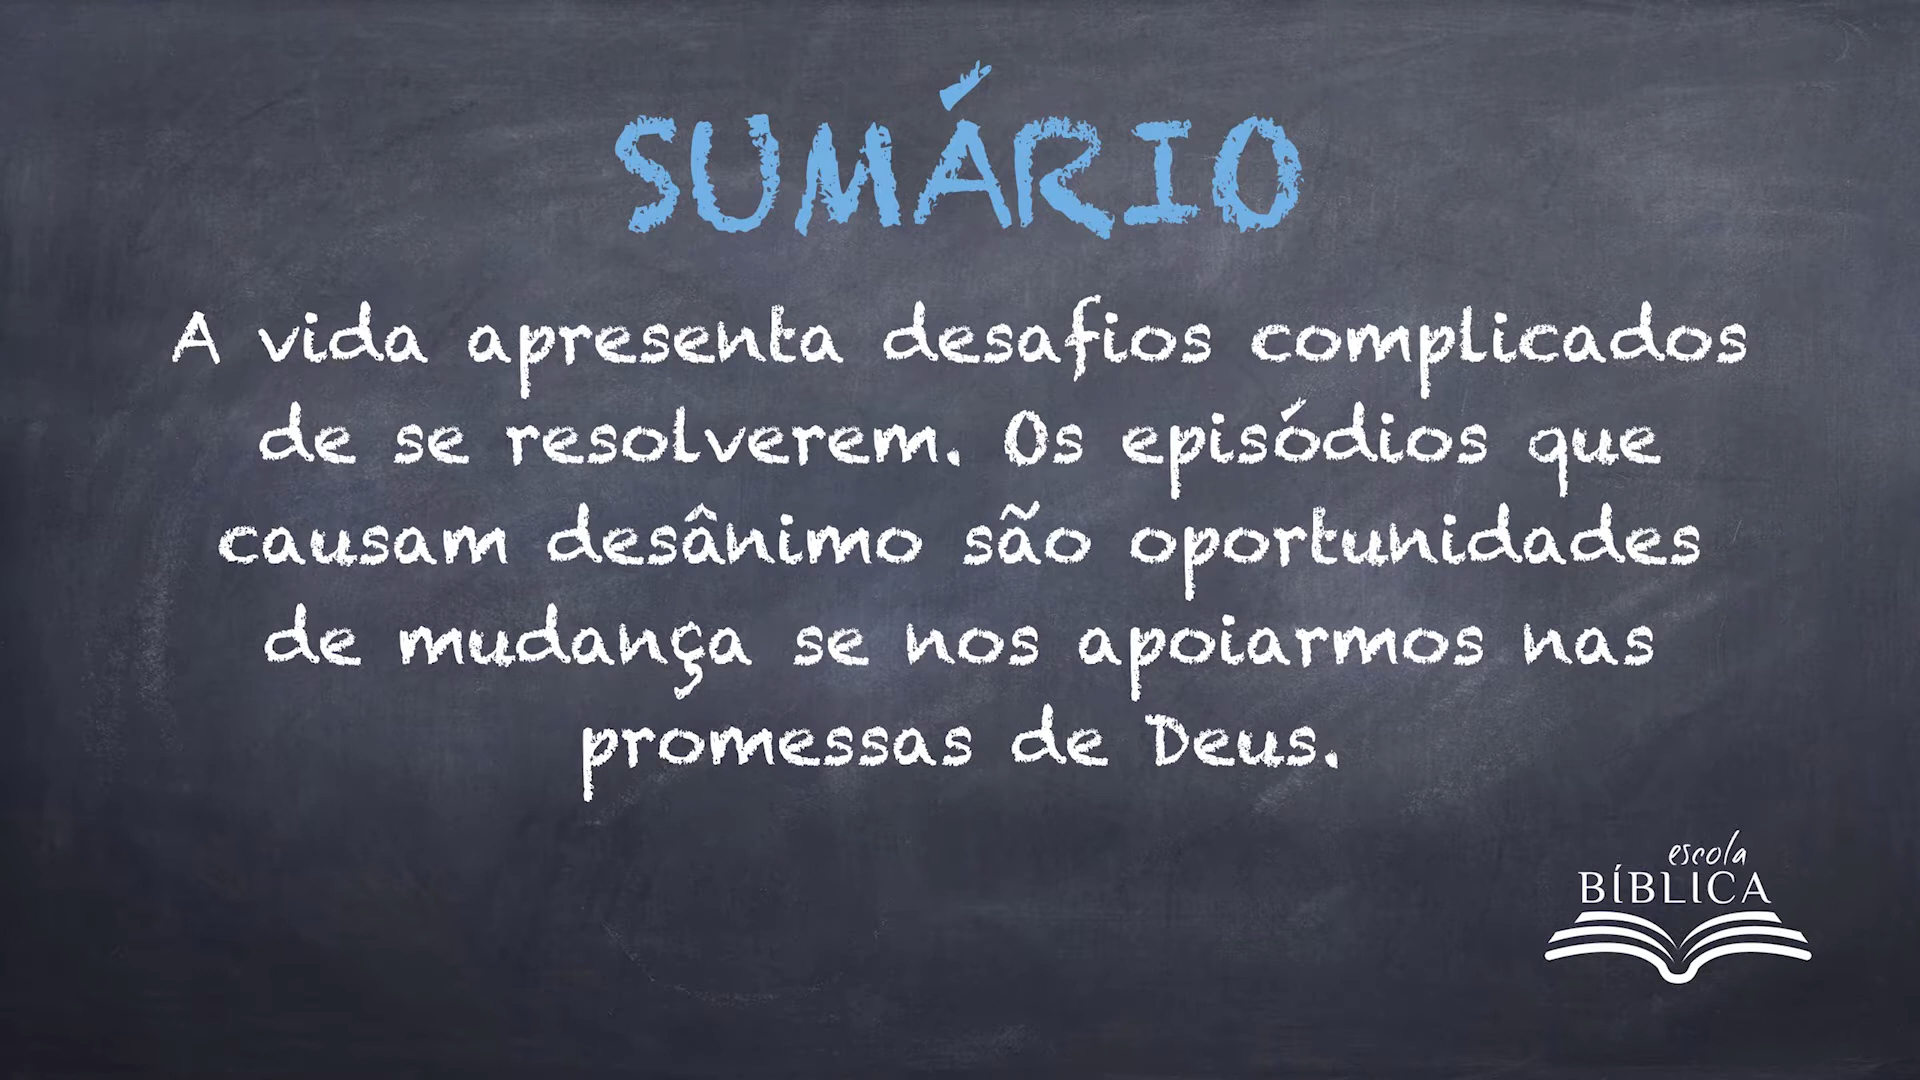 SUMÁRIO
A vida apresenta desafios complicados
de se resolverem. Os episódios que
causam desânimo são oportunidades
de mudança se nos apoiarmos nas
promessas de Deus.
escola
BÍBLICA